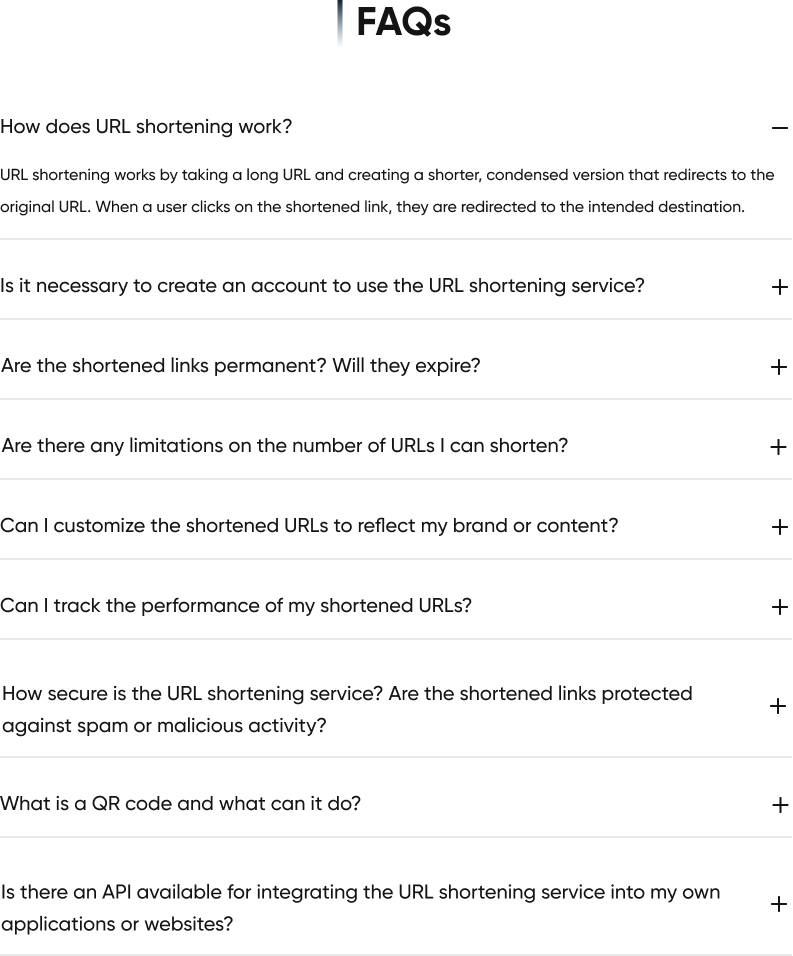 FAQs
How does URL shortening work?
URL shortening works by taking a long URL and creating a shorter, condensed version that redirects to the
original URL. When a user clicks on the shortened link, they are redirected to the intended destination.
Is it necessary to create an account to use the URL shortening service?
Are the shortened links permanent? Will they expire?
Are there any limitations on the number of URLs I can shorten?
Can I customize the shortened URLs to reflect my brand or content?
Can I track the performance of my shortened URLs?
How secure is the URL shortening service? Are the shortened links protected
against spam or malicious activity?
What is a QR code and what can it do?
Is there an API available for integrating the URL shortening service into my own
applications or websites?